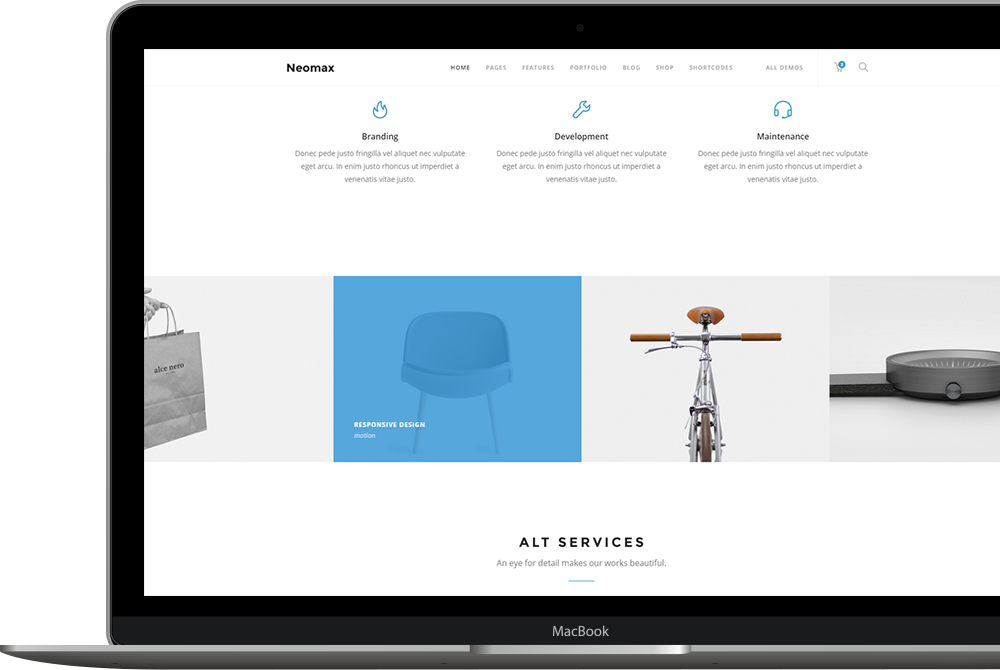 Neomax
HOME PAGES FEATURES PORTFOLIO BLOG SHOP SHORTCODES ALL DEMOS
Branding
Donec pede justo fringilla vel aliquet nec vulputate
eget arcu. In enim justo rhoncus ut imperdiet a
venenatis vitae justo.
Development
Donec pede justo fringilla vel aliquet nec vulputate
eget arcu. In enim justo rhoncus ut imperdiet a
venenatis vitae justo.
Maintenance
Donec pede justo fringilla vel aliquet nec vulputate
eget arcu. In enim justo rhoncus ut imperdiet a
venenatis vitae justo.
alce nero
RESPONSIVE DESIGN
motion
ALT SERVICES
An eye for detail makes our works beautiful.
MacBook